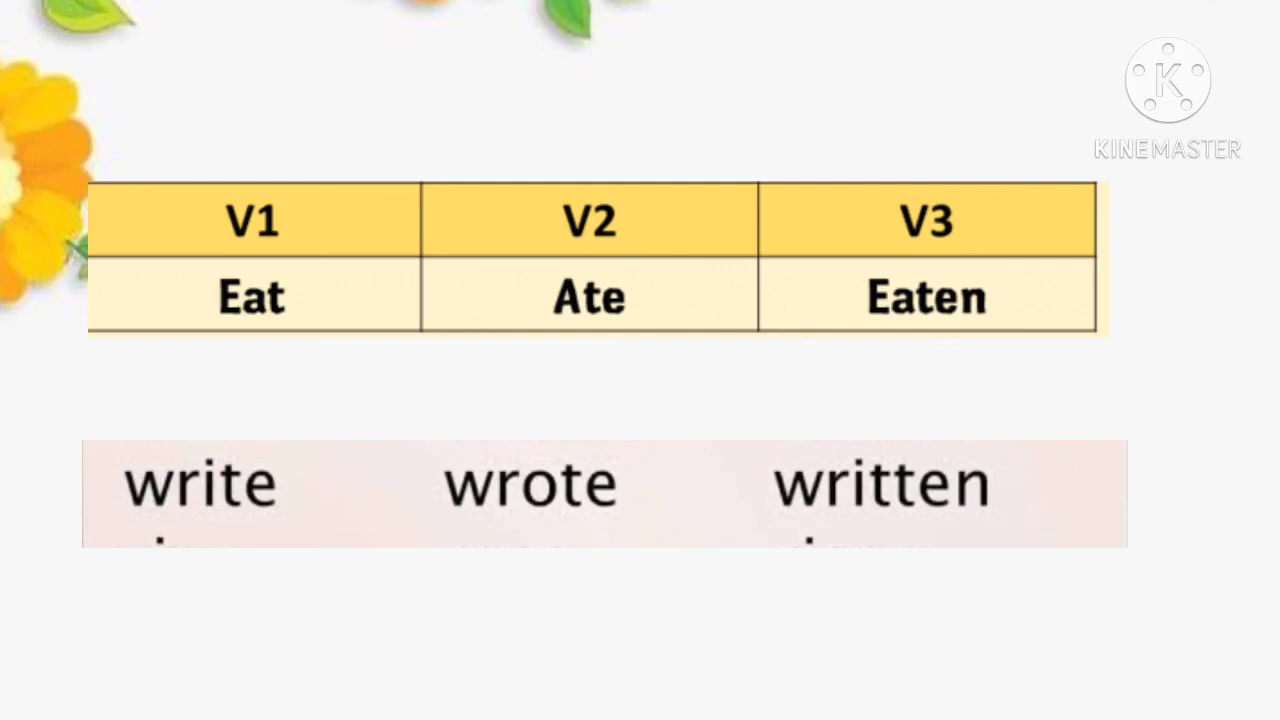 K
KINEMASTER
V1 V2 V3
Eat Ate Eaten
write wrote written